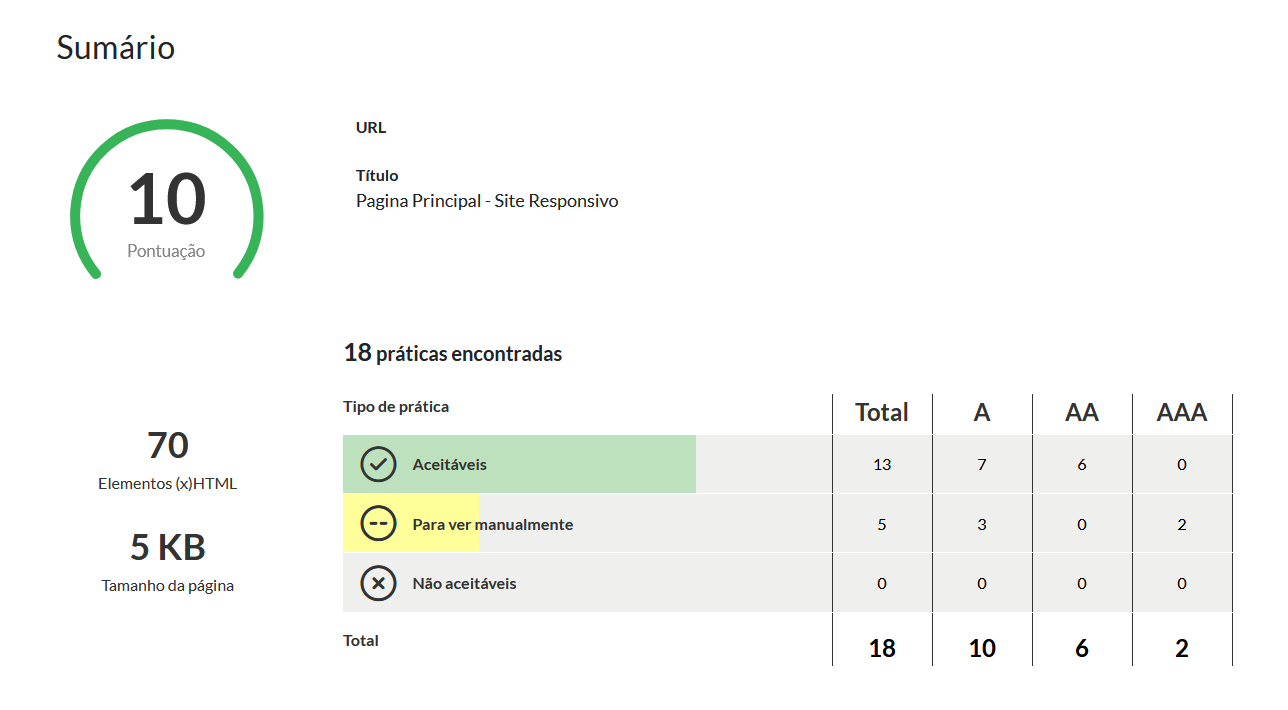 Sumário
10
Pontuação
URL
Título
Pagina Principal - Site Responsivo
18 práticas encontradas
70
Elementos (x)HTML
5 KB
Tamanho da página
Tipo de prática Total A AA AAA
Aceitáveis 13 7 6 0
Para ver manualmente 5 3 0 2
Não aceitáveis 0 0 0 0
Total 18 10 6 2